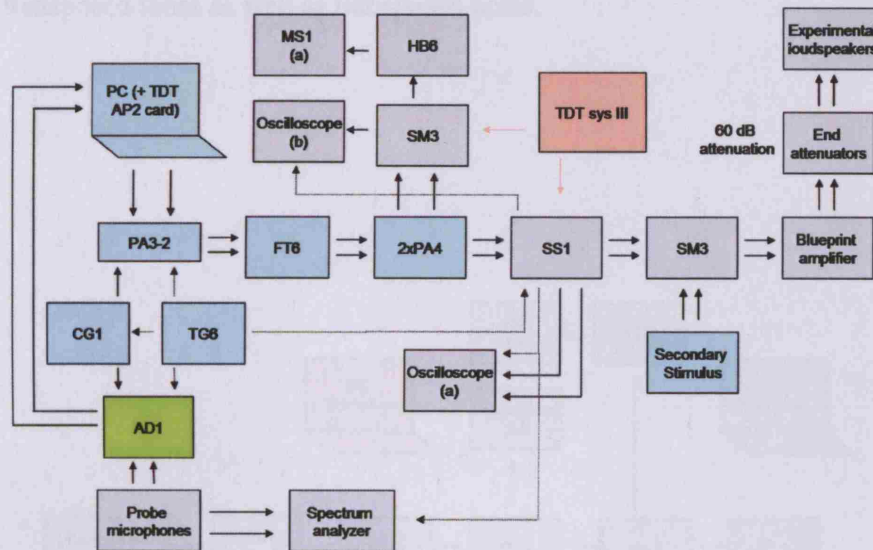 Experimental
loudspeakers
MS1
(a)
HB6
PC (+ TDT
AP2 card)
TDT sys III
Oscilloscope
(b)
SM3
60 dB
attenuation
End
attenuators
PA3-2
FT6
2xPA4
SS1
SM3
Blueprint
amplifier
CG1
TG6
Secondary
Stimulus
Oscilloscope
(a)
AD1
Probe
microphones
Spectrum
analyzer